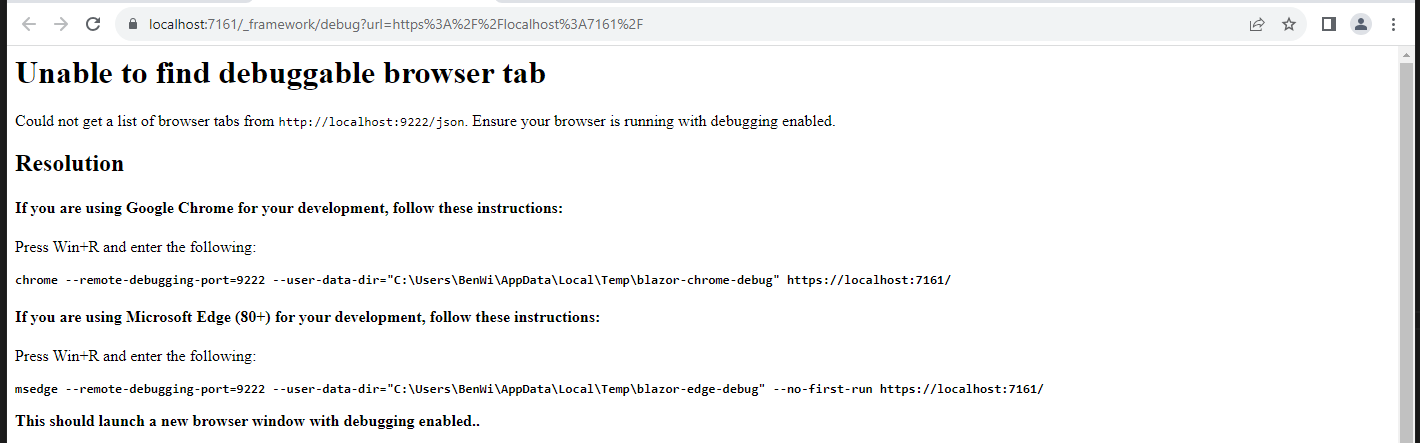 localhost:7161/_framework/debug?url=https%3A%2F%2Flocalhost%3A7161%2F
Unable to find debuggable browser tab
Could not get a list of browser tabs from http://localhost:9222/json. Ensure your browser is running with debugging enabled.
Resolution
If you are using Google Chrome for your development, follow these instructions:
Press Win+R and enter the following:
chrome --remote-debugging-port=9222 --user-data-dir="C:\Users\BenWi\AppData\Local\Temp\blazor-chrome-debug" https://localhost:7161/
If you are using Microsoft Edge (80+) for your development, follow these instructions:
Press Win+R and enter the following:
msedge --remote-debugging-port=9222 --user-data-dir="C:\Users\BenWi\AppData\Local\Temp\blazor-edge-debug" --no-first-run https://localhost:7161/
This should launch a new browser window with debugging enabled..